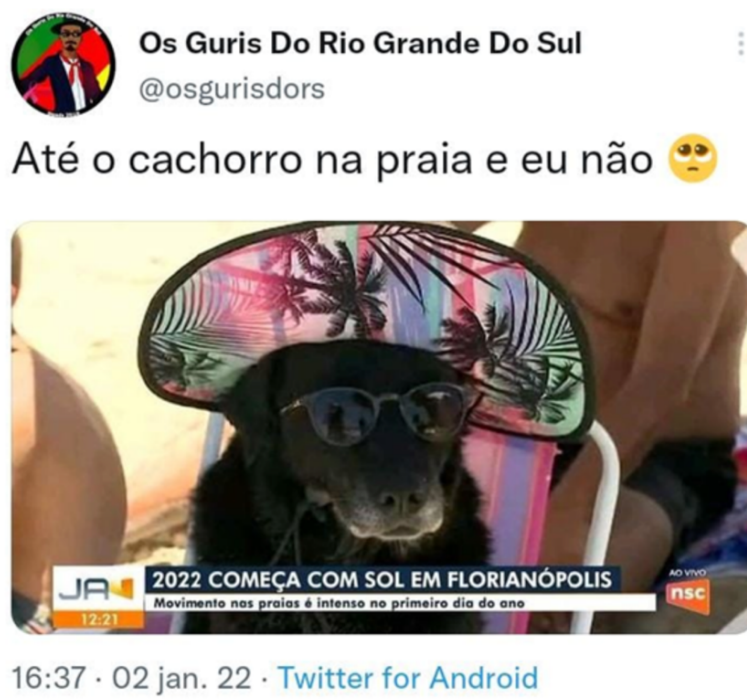 Os Guris Do Rio Grande Do Sul
@osgurisdors
Até o cachorro na praia e eu não 🥺
JA
2022 COMEÇA COM SOL EM FLORIANÓPOLIS
AO VIVO
nsc
Movimento nas praias é intenso no primeiro dia do ano
12:21
16:37 · 02 jan. 22 · Twitter for Android